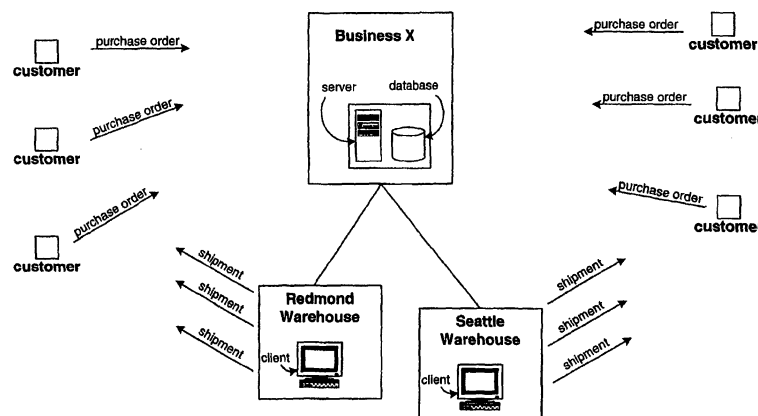 purchase order
customer
purchase order
customer
purchase order
customer
Business X
server
database
purchase order
customer
purchase order
customer
purchase order
customer
shipment
shipment
shipment
Redmond
Warehouse
client
Seattle
Warehouse
client
shipment
shipment
shipment